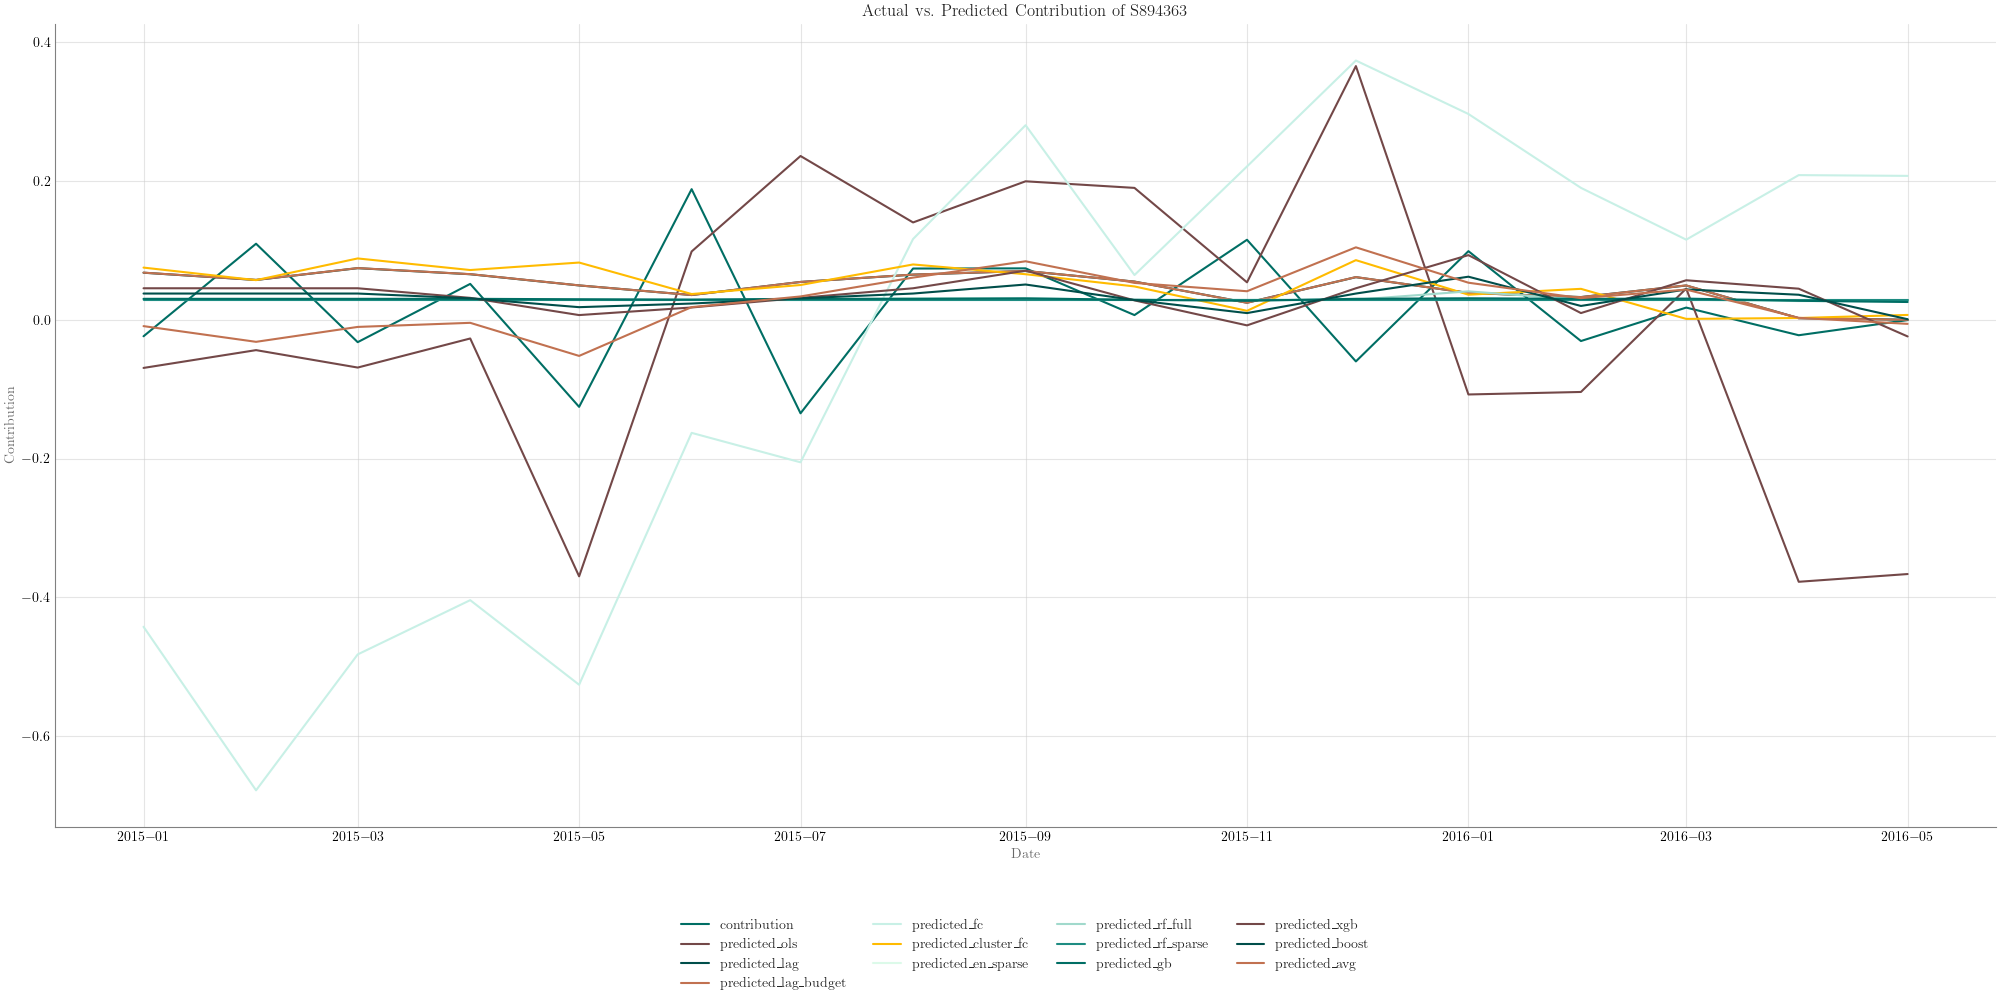 Actual vs. Predicted Contribution of S894363
0.4
0.2
0.0
−0.2
−0.4
−0.6
Contribution
2015−01 2015−03 2015−05 2015−07 2015−09 2015−11 2016−01 2016−03 2016−05
Date
contribution predicted_fc predicted_rf_full predicted_xgb
predicted_ols predicted_cluster_fc predicted_rf_sparse predicted_boost
predicted_lag predicted_en_sparse predicted_gb predicted_avg
predicted_lag_budget